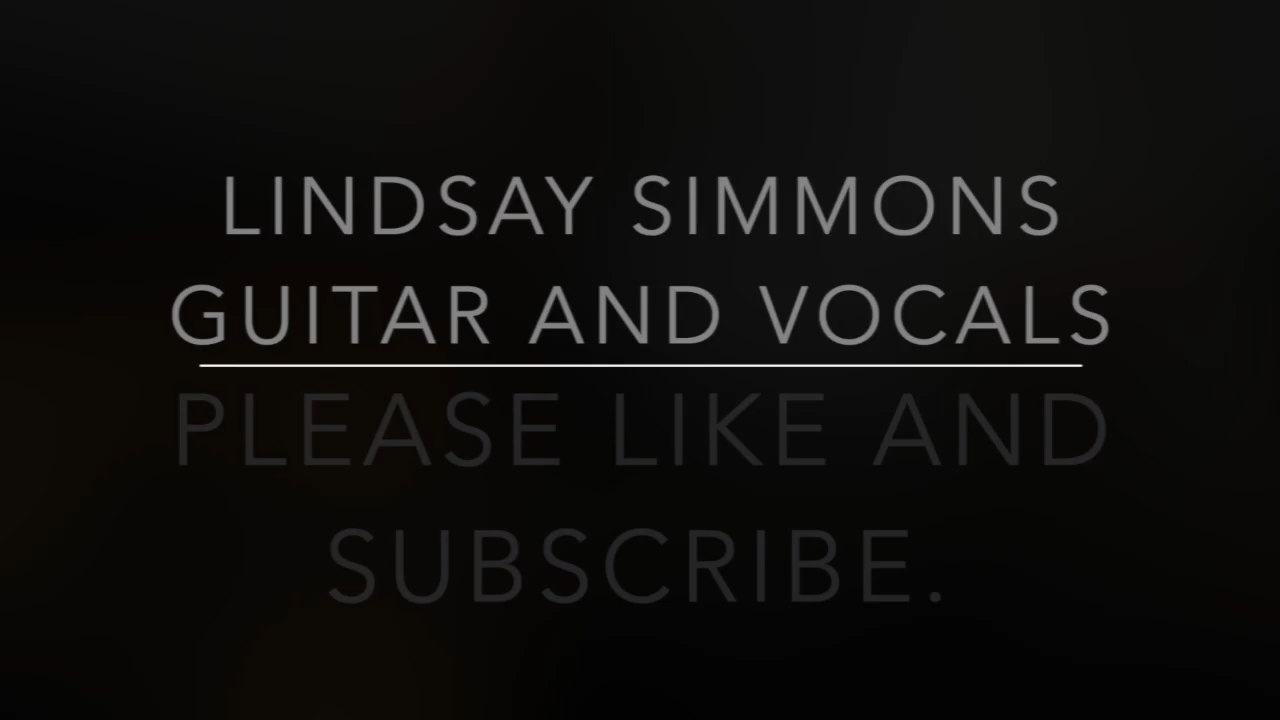 LINDSAY SIMMONS
GUITAR AND VOCALS
PLEASE LIKE AND
SUBSCRIBE.